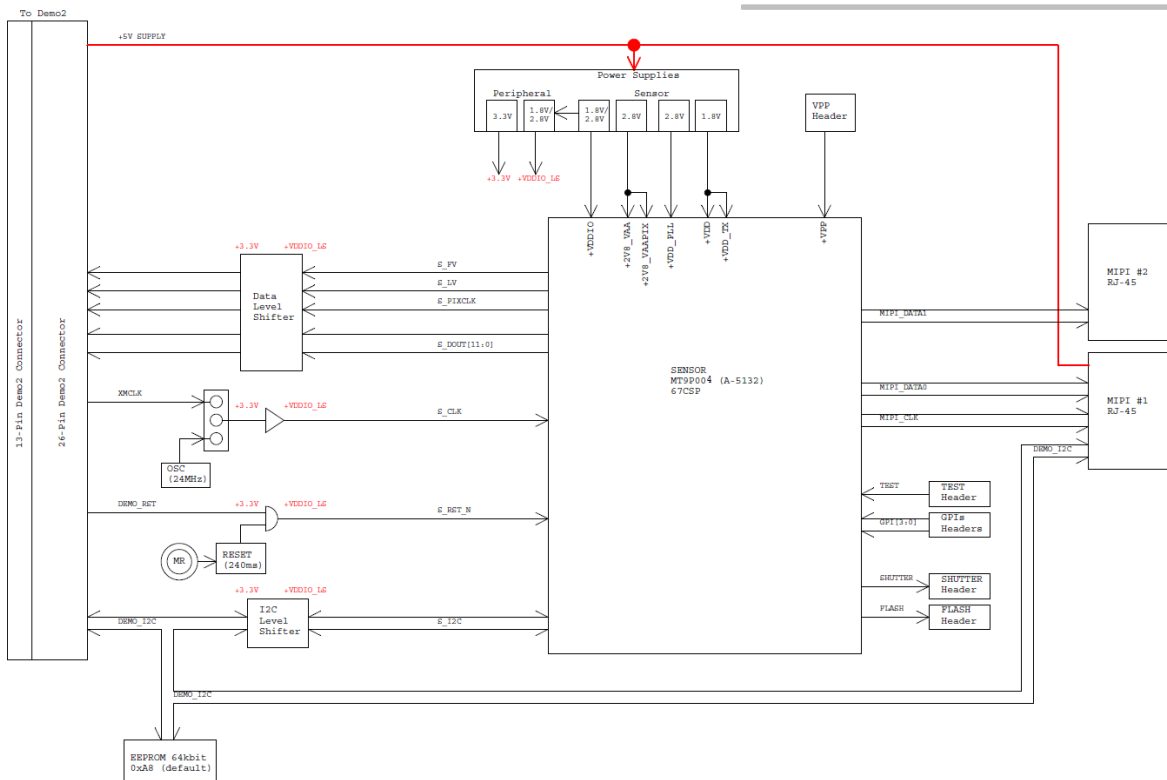 To Demo2
+5V SUPPLY
Power Supplies
Peripheral
Sensor
3.3V
1.8V/
2.8V
1.8V/
2.8V
2.8V
2.8V
1.8V
VPP
Header
+3.3V
+VDDIO_LS
+VDDIO
+2V8_VAA
+2V8_VAAPIX
+VDD_PLL
+VDD
+VDD_TX
+VPP
13-Pin Demo2 Connector
26-Pin Demo2 Connector
+3.3V
+VDDIO_LS
Data
Level
Shifter
S_FV
S_LV
S_PIXCLK
S_DOUT[11:0]
SENSOR
MT9P004 (A-5132)
67CSP
MIPI_DATA1
MIPI #2
RJ-45
MIPI_DATA0
MIPI_CLK
DEMO_I2C
MIPI #1
RJ-45
XMCLK
+3.3V
+VDDIO_LS
S_CLK
OSC
(24MHz)
DEMO_RST
+3.3V
+VDDIO_LS
S_RST_N
MR
RESET
(240ms)
TEST
TEST
Header
GPI[3:0]
GPIs
Headers
SHUTTER
SHUTTER
Header
FLASH
FLASH
Header
+3.3V
+VDDIO_LS
I2C
Level
Shifter
DEMO_I2C
S_I2C
DEMO_I2C
EEPROM 64kbit
0xA8 (default)